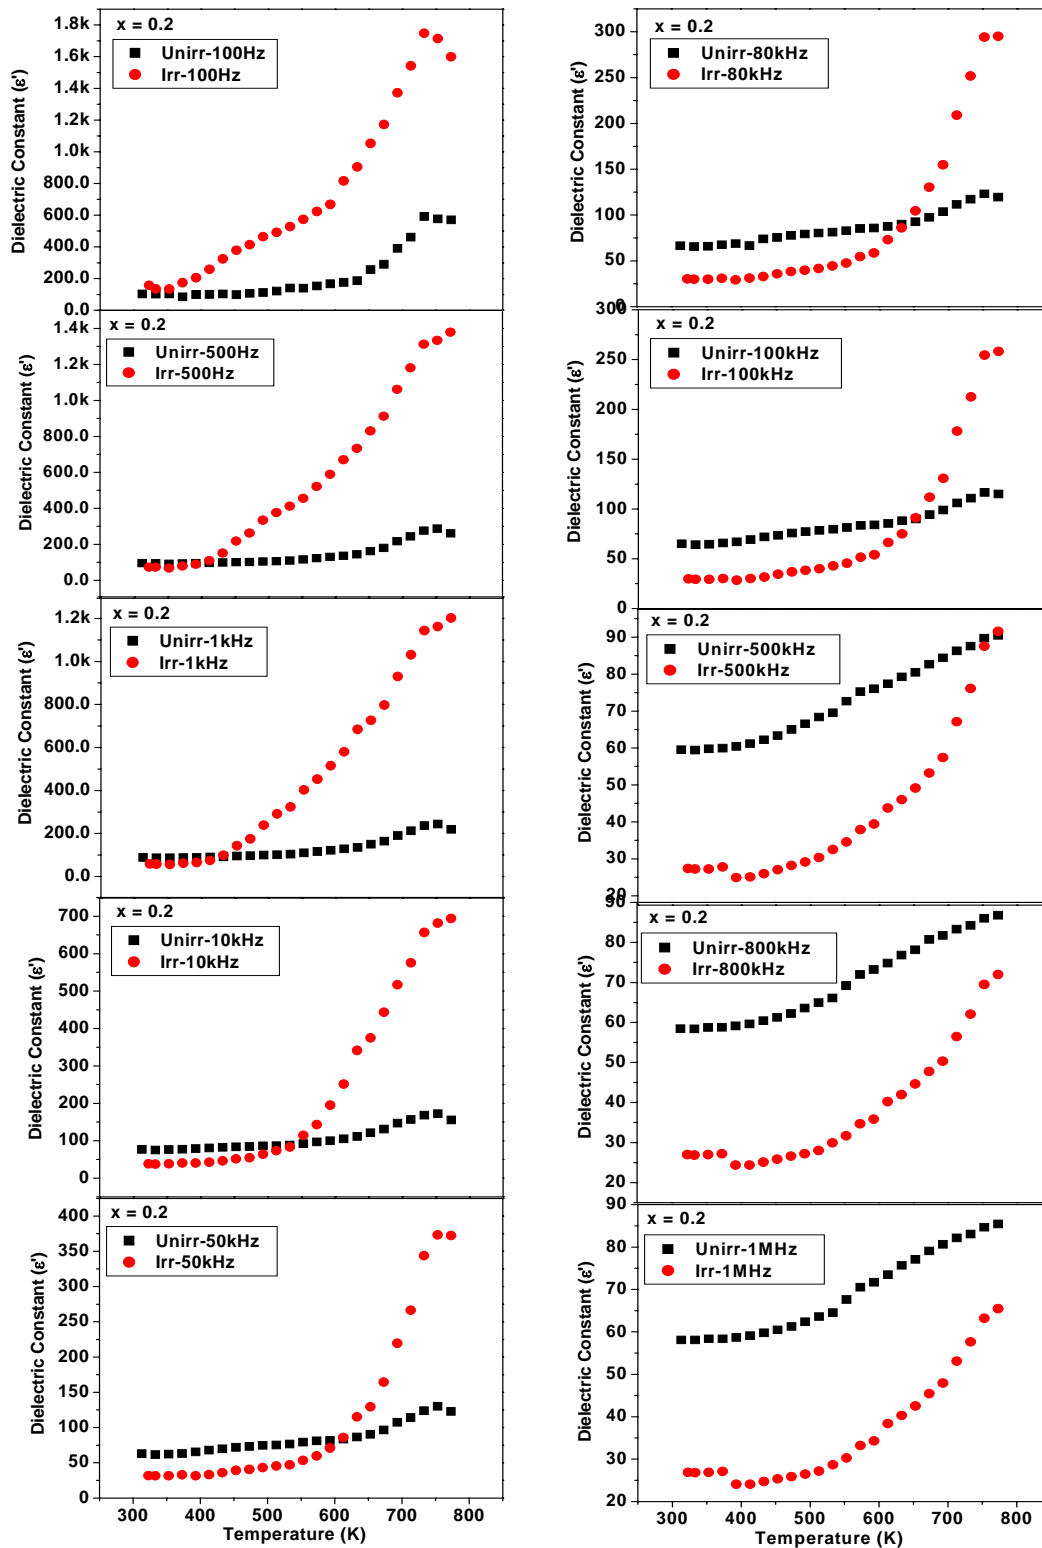 x = 0.2
Unirr-100Hz
Irr-100Hz
Dielectric Constant (ε')
1.8k
1.6k
1.4k
1.2k
1.0k
800.0
600.0
400.0
200.0
0.0
x = 0.2
Unirr-500Hz
Irr-500Hz
Dielectric Constant (ε')
1.4k
1.2k
1.0k
800.0
600.0
400.0
200.0
0.0
x = 0.2
Unirr-1kHz
Irr-1kHz
Dielectric Constant (ε')
1.2k
1.0k
800.0
600.0
400.0
200.0
0.0
x = 0.2
Unirr-10kHz
Irr-10kHz
Dielectric Constant (ε')
700
600
500
400
300
200
100
0
x = 0.2
Unirr-50kHz
Irr-50kHz
Dielectric Constant (ε')
400
350
300
250
200
150
100
50
0
300 400 500 600 700 800
Temperature (K)
x = 0.2
Unirr-80kHz
Irr-80kHz
Dielectric Constant (ε')
300
250
200
150
100
50
0
x = 0.2
Unirr-100kHz
Irr-100kHz
Dielectric Constant (ε')
300
250
200
150
100
50
0
x = 0.2
Unirr-500kHz
Irr-500kHz
Dielectric Constant (ε')
90
80
70
60
50
40
30
20
x = 0.2
Unirr-800kHz
Irr-800kHz
Dielectric Constant (ε')
90
80
70
60
50
40
30
20
x = 0.2
Unirr-1MHz
Irr-1MHz
Dielectric Constant (ε')
90
80
70
60
50
40
30
20
300 400 500 600 700 800
Temperature (K)